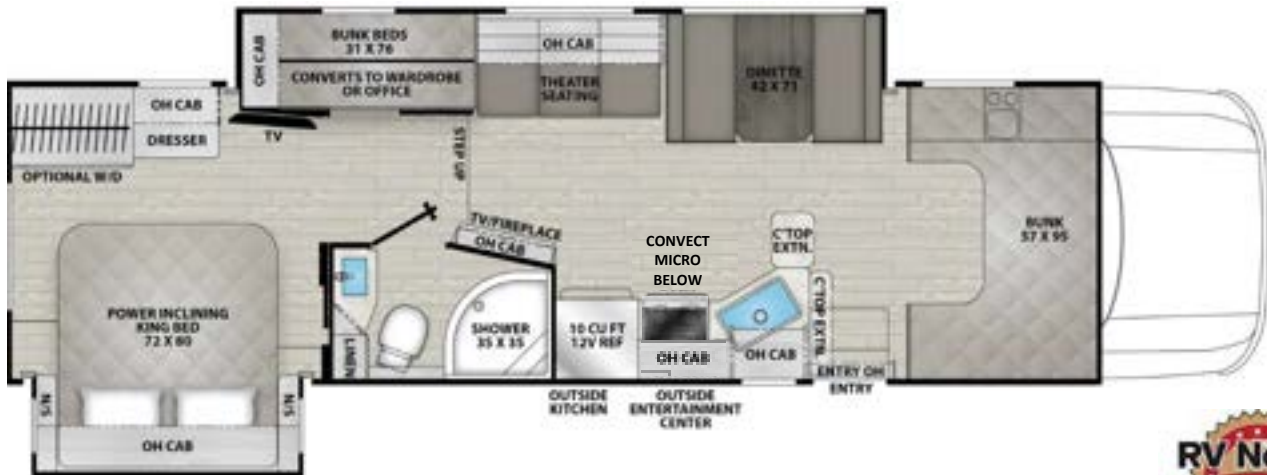 OH CAB
BUNK BEDS
31 X 76
CONVERTS TO WARDROBE
OR OFFICE
OH CAB
THEATER
SEATING
DINETTE
42 X 71
OH CAB
DRESSER
TV
OPTIONAL W/D
STEP UP
TV/FIREPLACE
OH CAB
CONVECT
MICRO
BELOW
C'TOP
EXTN.
C'TOP EXTN.
BUNK
57 X 95
POWER INCLINING
KING BED
72 X 80
N/S
N/S
OH CAB
LINEN
SHOWER
35 X 35
10 CU FT
12V REF
OH CAB
OH CAB
ENTRY OH
ENTRY
OUTSIDE
KITCHEN
OUTSIDE
ENTERTAINMENT
CENTER
RV